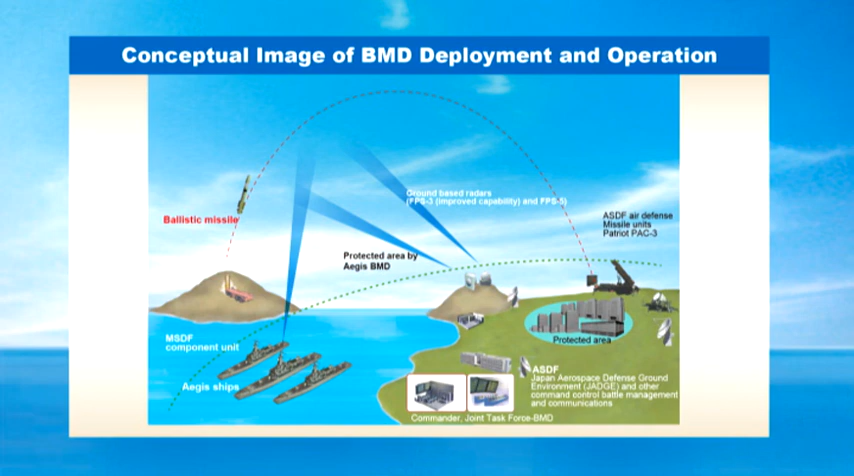 Conceptual Image of BMD Deployment and Operation
Ballistic missile
Ground based radars
(FPS-3 (improved capability) and FPS-5)
ASDF air defense
Missile units
Patriot PAC-3
Protected area by
Aegis BMD
MSDF
component unit
Aegis ships
Protected area
ASDF
Japan Aerospace Defense Ground
Environment (JADGE) and other
command control battle management
and communications
Commander, Joint Task Force-BMD